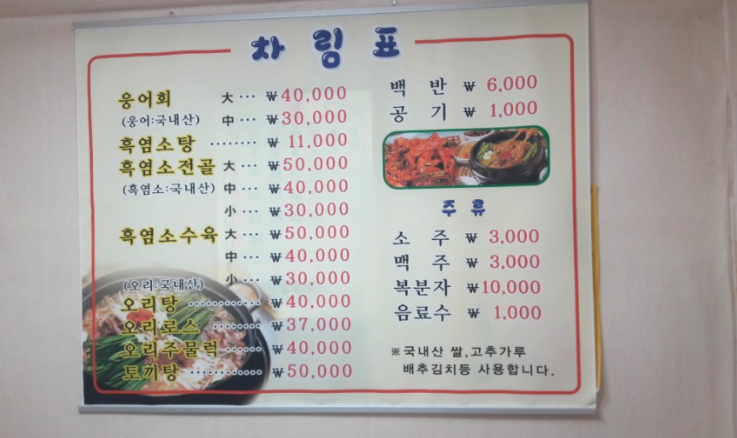 차림표
웅어회 大 ··· ₩ 40,000
(웅어:국내산) 中 ··· ₩ 30,000
흑염소탕 ········ ₩ 11,000
흑염소전골 大 ··· ₩ 50,000
(흑염소:국내산) 中 ··· ₩ 40,000
小 ··· ₩ 30,000
흑염소수육 大 ··· ₩ 50,000
中 ··· ₩ 40,000
(오리:국내산) 小 ··· ₩ 30,000
오리탕 ············ ₩ 40,000
오리로스 ········ ₩ 37,000
오리주물럭 ······ ₩ 40,000
토끼탕 ············ ₩ 50,000
백 반 ₩ 6,000
공 기 ₩ 1,000
주류
소 주 ₩ 3,000
맥 주 ₩ 3,000
복분자 ₩ 10,000
음료수 ₩ 1,000
※국내산 쌀,고추가루
배추김치등 사용합니다.